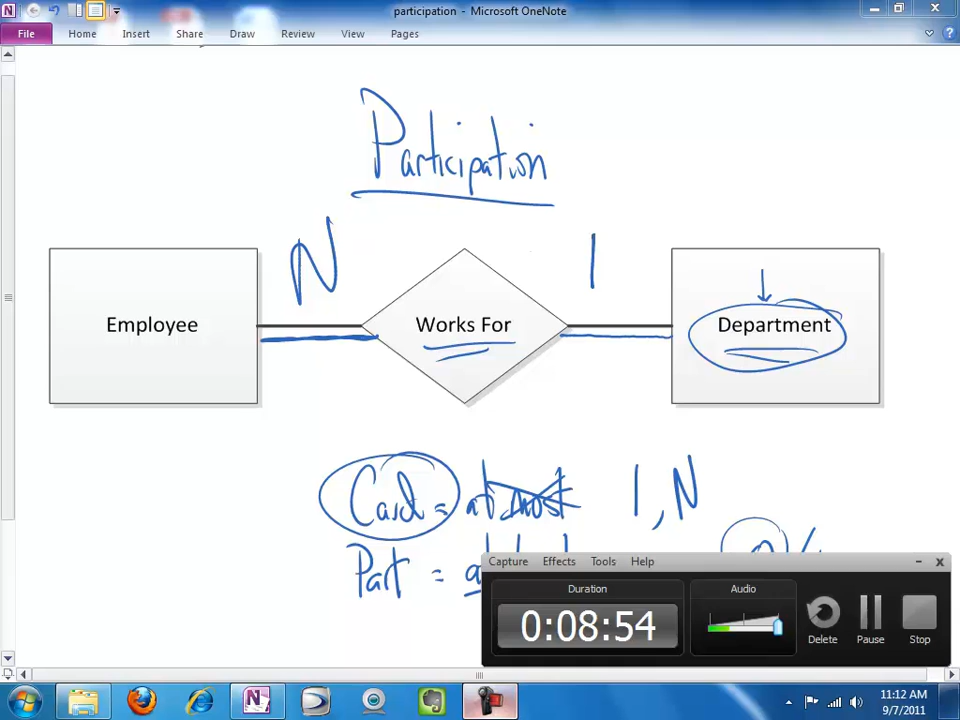 participation - Microsoft OneNote
File Home Insert Share Draw Review View Pages
Participation
N 1
Employee Works For Department
Card = at most 1, N
Part =
Capture Effects Tools Help
Duration Audio
0:08:54
Delete Pause Stop
11:12 AM
9/7/2011